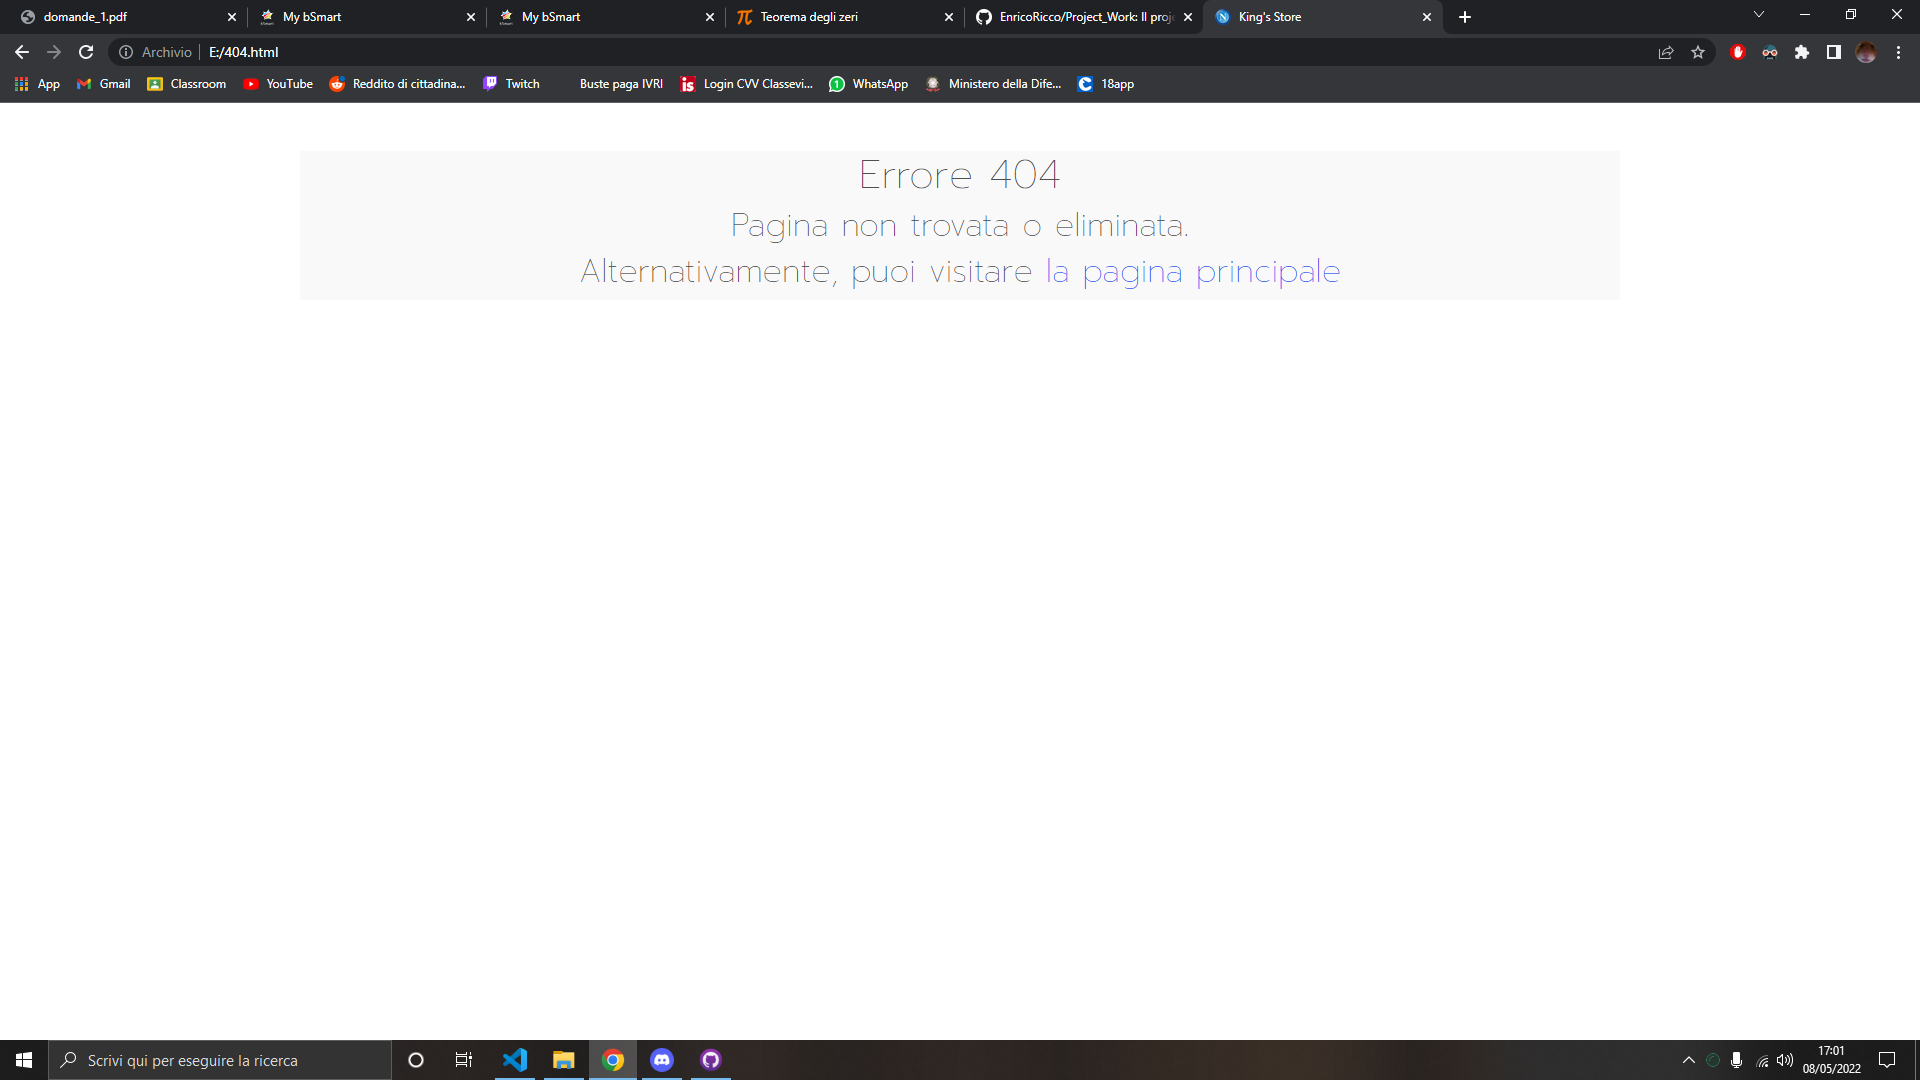 domande_1.pdf
My bSmart
My bSmart
Teorema degli zeri
EnricoRicco/Project_Work: Il proj
King's Store
Archivio
E:/404.html
App
Gmail
Classroom
YouTube
Reddito di cittadina...
Twitch
Buste paga IVRI
Login CVV Classevi...
WhatsApp
Ministero della Dife...
18app
Errore 404
Pagina non trovata o eliminata.
Alternativamente, puoi visitare la pagina principale
Scrivi qui per eseguire la ricerca
17:01
08/05/2022